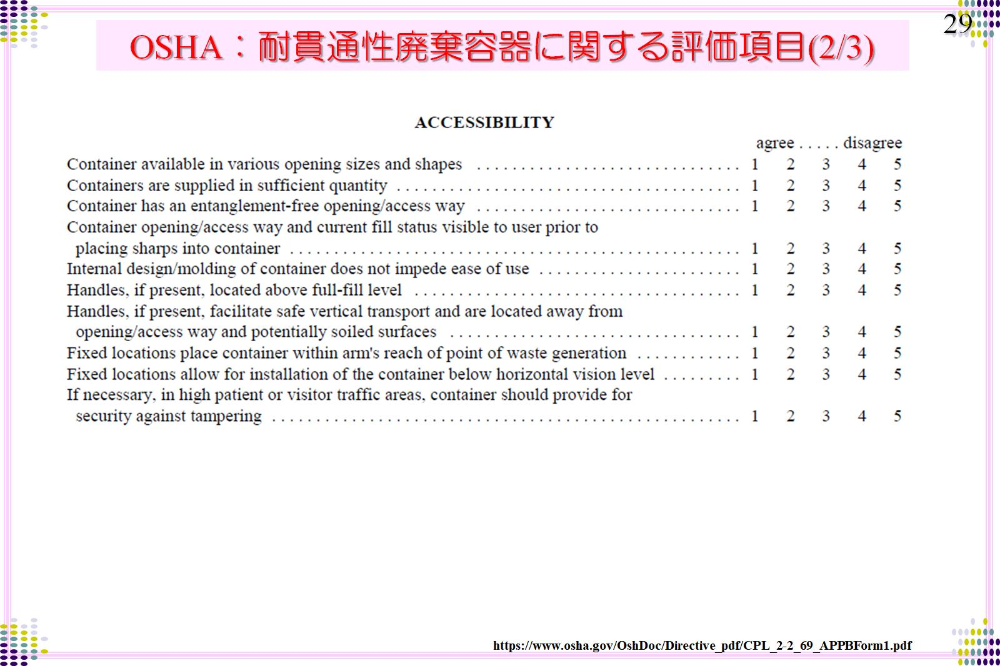 29
OSHA：耐貫通性廃棄容器に関する評価項目(2/3)
ACCESSIBILITY
agree . . . . . disagree
Container available in various opening sizes and shapes . . . . . . . . . . . . . . . . . . . . . . . . . . . . . . 1 2 3 4 5
Containers are supplied in sufficient quantity . . . . . . . . . . . . . . . . . . . . . . . . . . . . . . . . . . . . . . . 1 2 3 4 5
Container has an entanglement-free opening/access way . . . . . . . . . . . . . . . . . . . . . . . . . . . . . . 1 2 3 4 5
Container opening/access way and current fill status visible to user prior to
placing sharps into container . . . . . . . . . . . . . . . . . . . . . . . . . . . . . . . . . . . . . . . . . . . . . . . . . . . 1 2 3 4 5
Internal design/molding of container does not impede ease of use . . . . . . . . . . . . . . . . . . . . . . . 1 2 3 4 5
Handles, if present, located above full-fill level . . . . . . . . . . . . . . . . . . . . . . . . . . . . . . . . . . . . . 1 2 3 4 5
Handles, if present, facilitate safe vertical transport and are located away from
opening/access way and potentially soiled surfaces . . . . . . . . . . . . . . . . . . . . . . . . . . . . . . . . . 1 2 3 4 5
Fixed locations place container within arm's reach of point of waste generation . . . . . . . . . . . . 1 2 3 4 5
Fixed locations allow for installation of the container below horizontal vision level . . . . . . . . . 1 2 3 4 5
If necessary, in high patient or visitor traffic areas, container should provide for
security against tampering . . . . . . . . . . . . . . . . . . . . . . . . . . . . . . . . . . . . . . . . . . . . . . . . . . . . . 1 2 3 4 5
https://www.osha.gov/OshDoc/Directive_pdf/CPL_2-2_69_APPBForm1.pdf